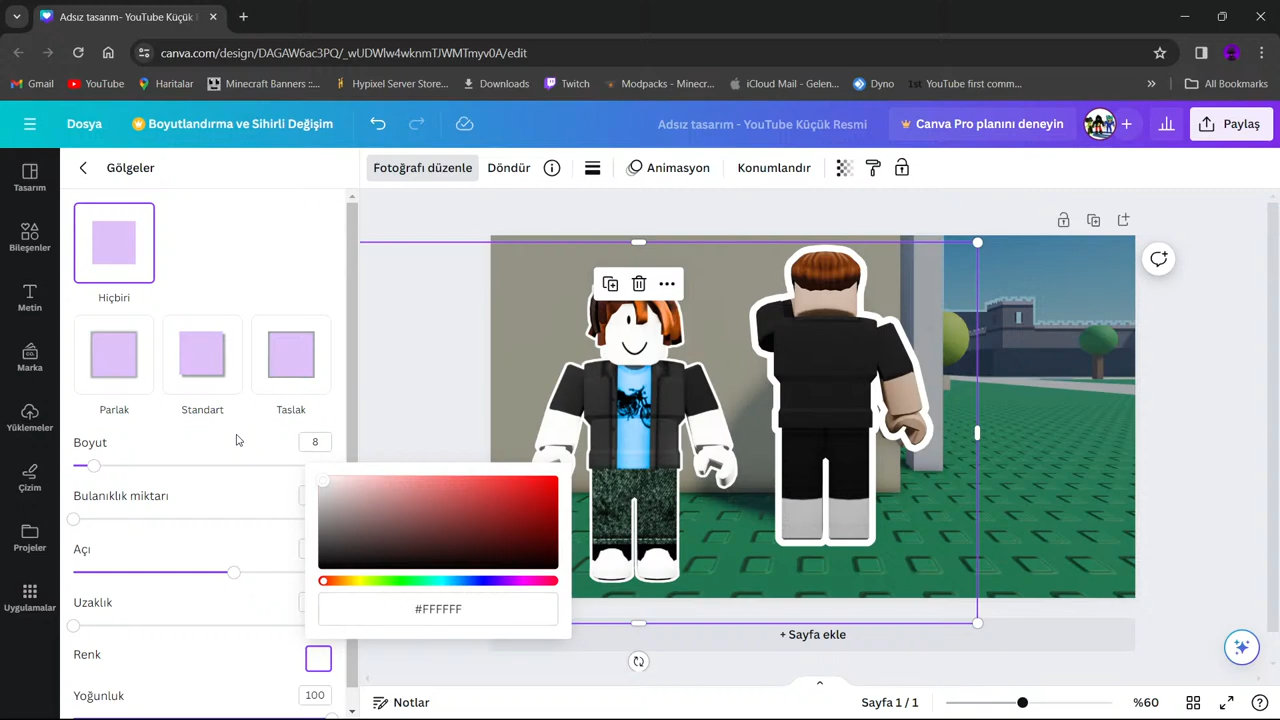 Adsız tasarım- YouTube Küçük R
canva.com/design/DAGAW6ac3PQ/_wUDWlw4wknmTJWMTmyv0A/edit
Gmail YouTube Haritalar Minecraft Banners ::... Hypixel Server Store... Downloads Twitch Modpacks - Minecr... iCloud Mail - Gelen... Dyno 1st YouTube first comm... All Bookmarks
Dosya Boyutlandırma ve Sihirli Değişim Adsız tasarım - YouTube Küçük Resmi Canva Pro planını deneyin Paylaş
Gölgeler Fotoğrafı düzenle Döndür Animasyon Konumlandır
Tasarım
Bileşenler
Metin
Marka
Yüklemeler
Çizim
Projeler
Uygulamalar
Hiçbiri
Parlak Standart Taslak
Boyut 8
Bulanıklık miktarı
Açı
Uzaklık
#FFFFFF
Renk
Yoğunluk 100
+ Sayfa ekle
Notlar Sayfa 1 / 1 %60